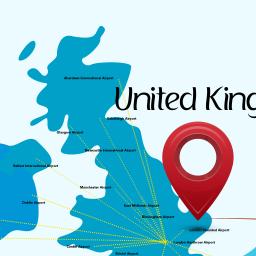 Aberdeen International Airport
United King
Edinburgh Airport
Glasgow Airport
Newcastle International Airport
Belfast International Airport
Manchester Airport
Dublin Airport
East Midlands Airport
Birmingham Airport
London Stansted Airport
London Heathrow Airport
Cardiff Airport
Bristol Airport